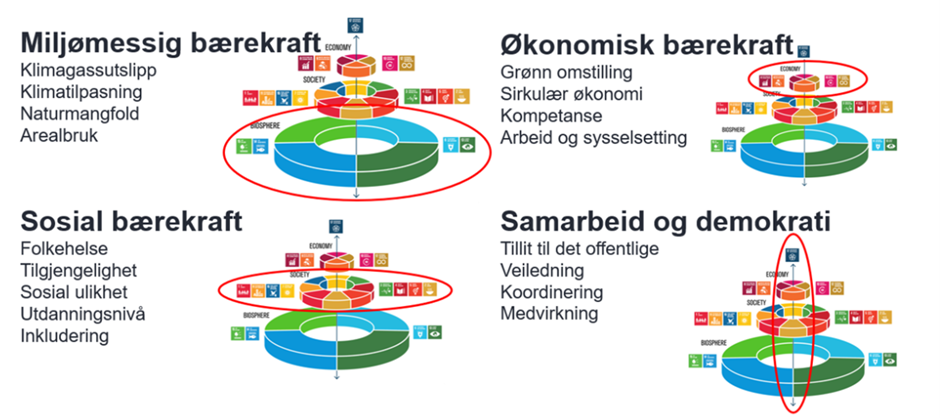 Miljømessig bærekraft
Klimagassutslipp
Klimatilpasning
Naturmangfold
Arealbruk
ECONOMY
SOCIETY
BIOSPHERE
Økonomisk bærekraft
Grønn omstilling
Sirkulær økonomi
Kompetanse
Arbeid og sysselsetting
ECONOMY
SOCIETY
BIOSPHERE
Sosial bærekraft
Folkehelse
Tilgjengelighet
Sosial ulikhet
Utdanningsnivå
Inkludering
ECONOMY
SOCIETY
BIOSPHERE
Samarbeid og demokrati
Tillit til det offentlige
Veiledning
Koordinering
Medvirkning
ECONOMY
SOCIETY
BIOSPHERE